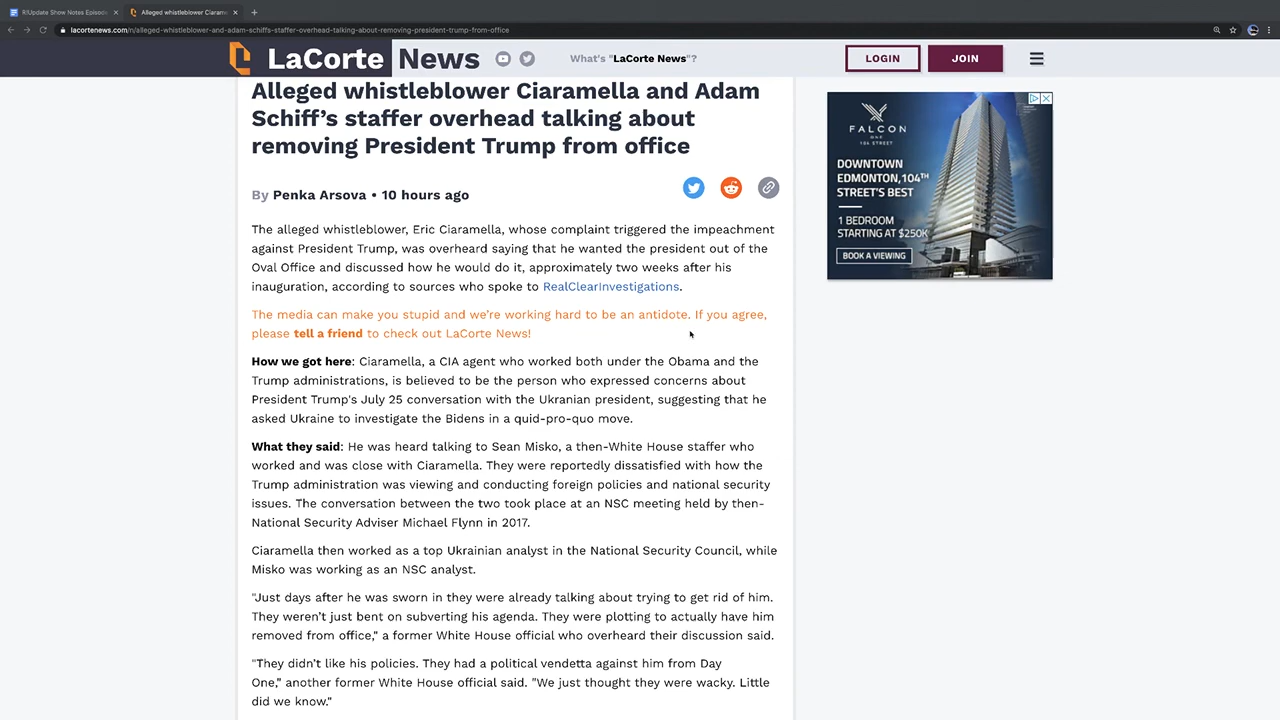 R!Update Show Notes Episode
Alleged whistleblower Ciaram
lacortenews.com/n/alleged-whistleblower-and-adam-schiffs-staffer-overhead-talking-about-removing-president-trump-from-office
LaCorte News
What's "LaCorte News"?
LOGIN
JOIN
Alleged whistleblower Ciaramella and Adam
Schiff's staffer overhead talking about
removing President Trump from office
By Penka Arsova • 10 hours ago
The alleged whistleblower, Eric Ciaramella, whose complaint triggered the impeachment
against President Trump, was overheard saying that he wanted the president out of the
Oval Office and discussed how he would do it, approximately two weeks after his
inauguration, according to sources who spoke to RealClearInvestigations.
The media can make you stupid and we're working hard to be an antidote. If you agree,
please tell a friend to check out LaCorte News!
How we got here: Ciaramella, a CIA agent who worked both under the Obama and the
Trump administrations, is believed to be the person who expressed concerns about
President Trump's July 25 conversation with the Ukranian president, suggesting that he
asked Ukraine to investigate the Bidens in a quid-pro-quo move.
What they said: He was heard talking to Sean Misko, a then-White House staffer who
worked and was close with Ciaramella. They were reportedly dissatisfied with how the
Trump administration was viewing and conducting foreign policies and national security
issues. The conversation between the two took place at an NSC meeting held by then-
National Security Adviser Michael Flynn in 2017.
Ciaramella then worked as a top Ukrainian analyst in the National Security Council, while
Misko was working as an NSC analyst.
"Just days after he was sworn in they were already talking about trying to get rid of him.
They weren't just bent on subverting his agenda. They were plotting to actually have him
removed from office," a former White House official who overheard their discussion said.
"They didn't like his policies. They had a political vendetta against him from Day
One," another former White House official said. "We just thought they were wacky. Little
did we know."
FALCON
ONE
104 STREET
DOWNTOWN
EDMONTON,104TH
STREET'S BEST
1 BEDROOM
STARTING AT $250K
BOOK A VIEWING